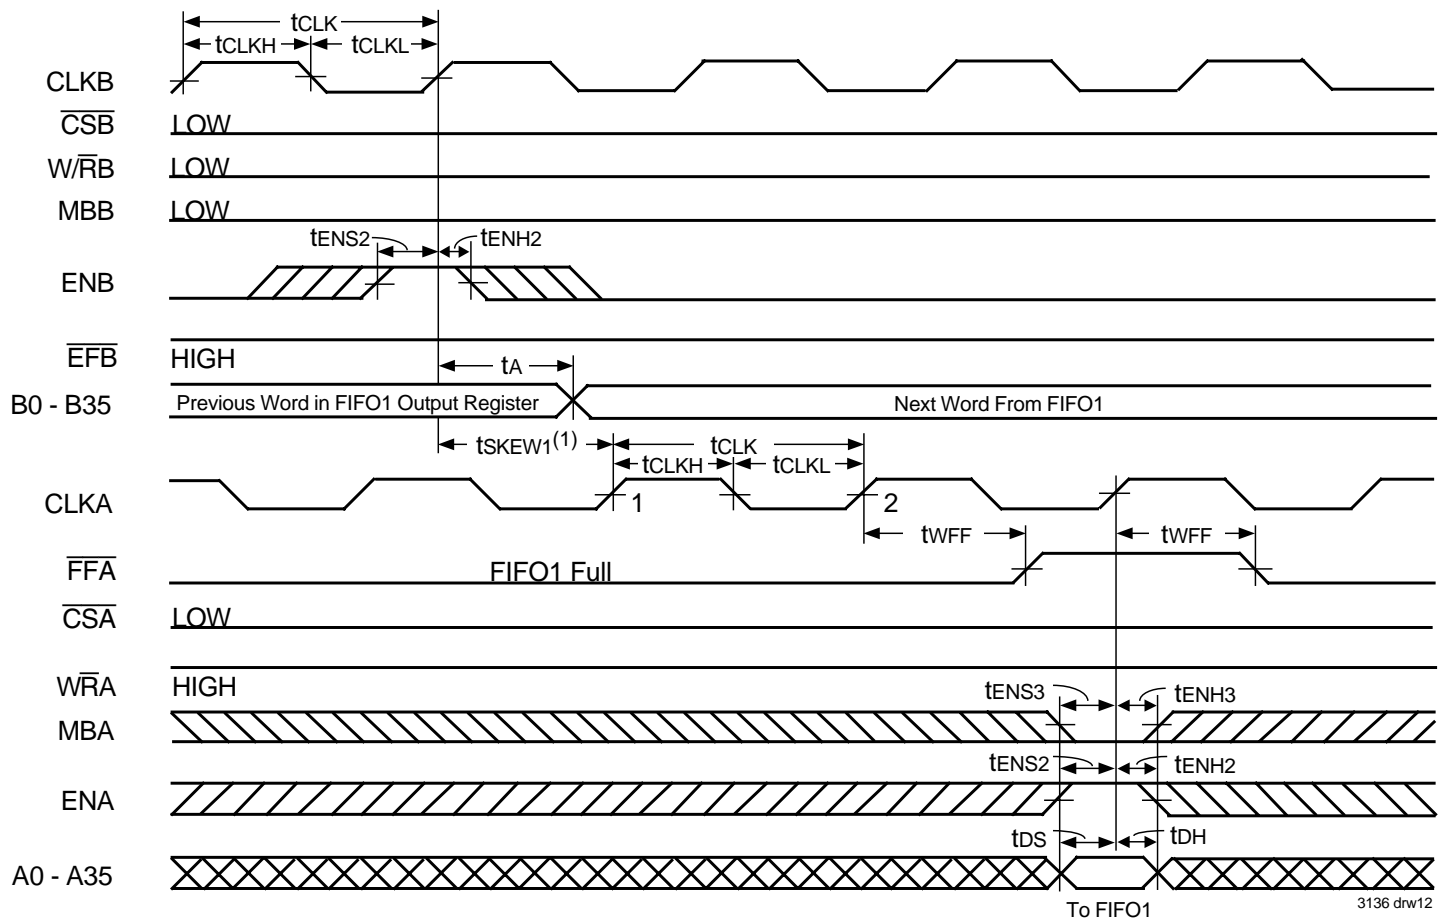 tCLK
tCLKH tCLKL
CLKB
CSB LOW
W/RB LOW
MBB LOW
tENS2 tENH2
ENB
EFB HIGH
tA
B0 - B35 Previous Word in FIFO1 Output Register Next Word From FIFO1
tSKEW1(1) tCLK
tCLKH tCLKL
CLKA 1 2
tWFF tWFF
FFA FIFO1 Full
CSA LOW
WRA HIGH
tENS3 tENH3
MBA
tENS2 tENH2
ENA
tDS tDH
A0 - A35
To FIFO1
3136 drw12